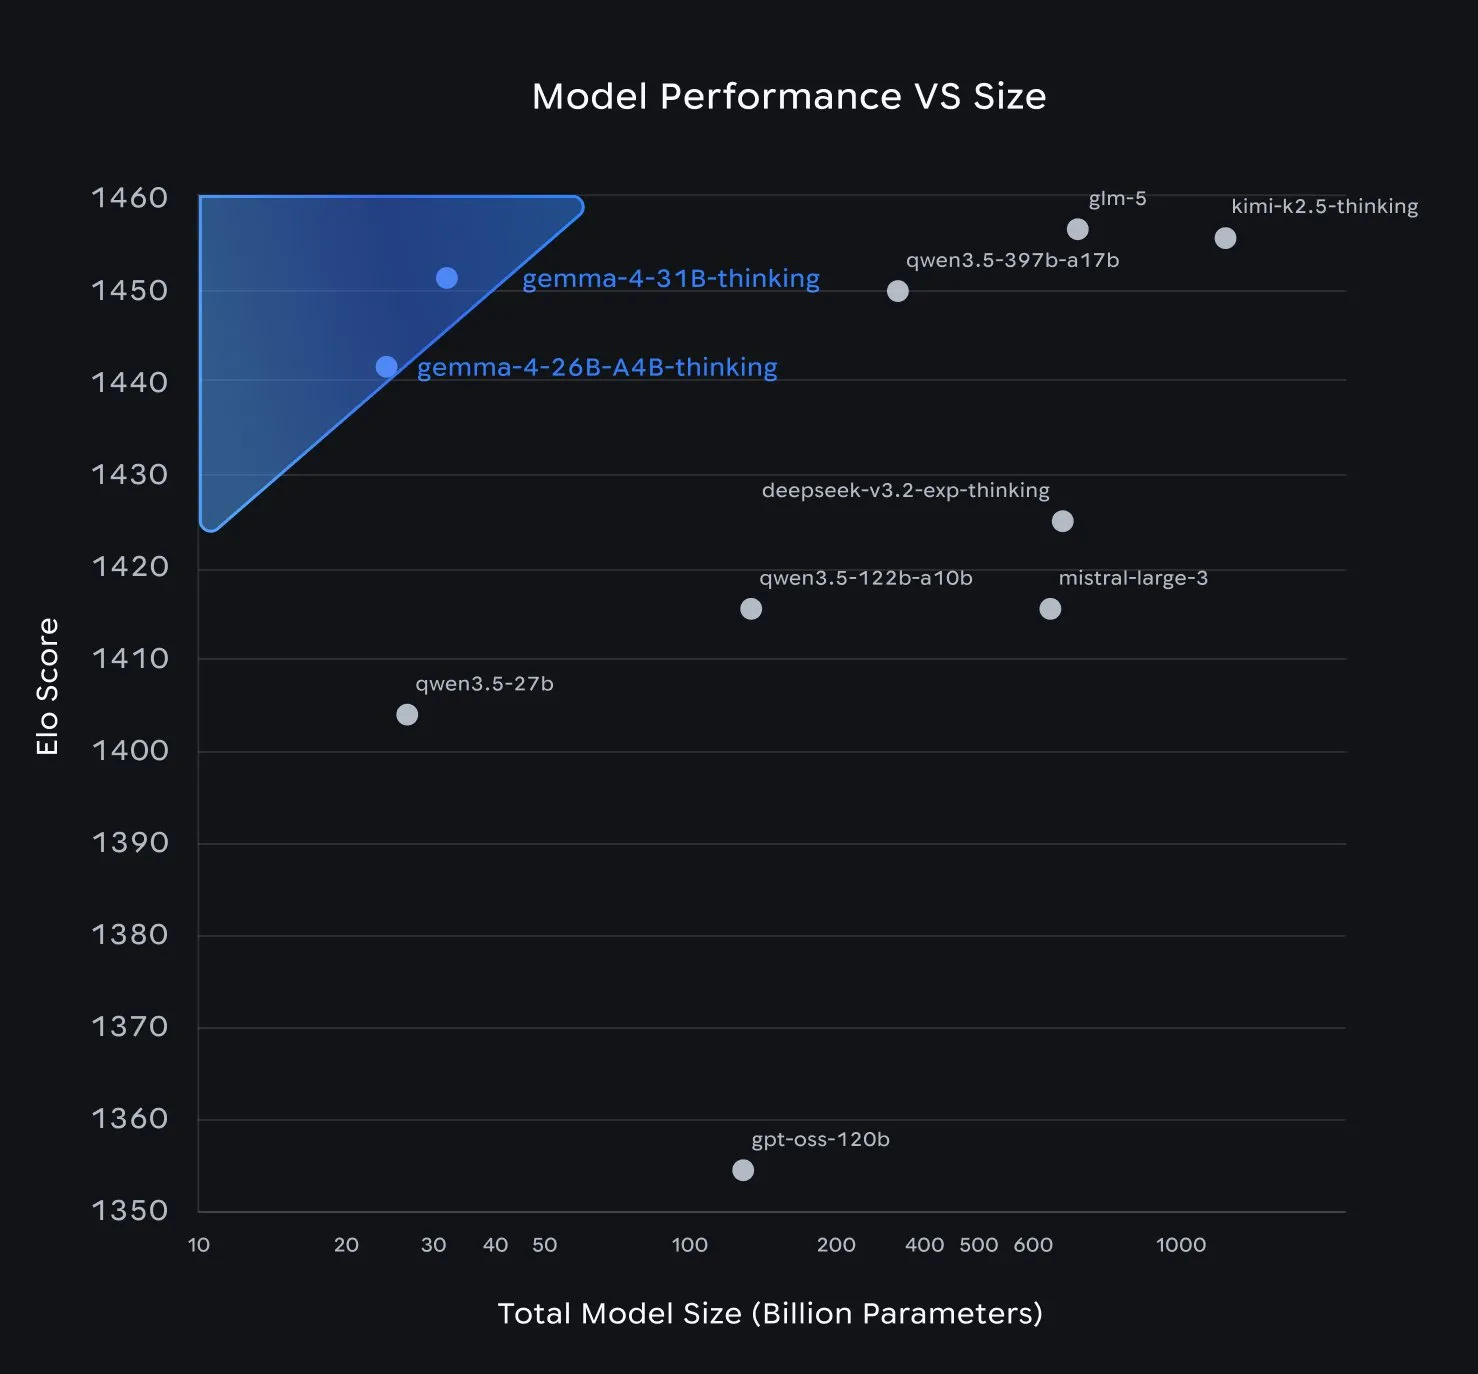 Model Performance VS Size
1460
glm-5
kimi-k2.5-thinking
qwen3.5-397b-a17b
gemma-4-31B-thinking
1450
gemma-4-26B-A4B-thinking
1440
1430
deepseek-v3.2-exp-thinking
1420
qwen3.5-122b-a10b
mistral-large-3
1410
qwen3.5-27b
Elo Score
1400
1390
1380
1370
1360
gpt-oss-120b
1350
10 20 30 40 50 100 200 400 500 600 1000
Total Model Size (Billion Parameters)